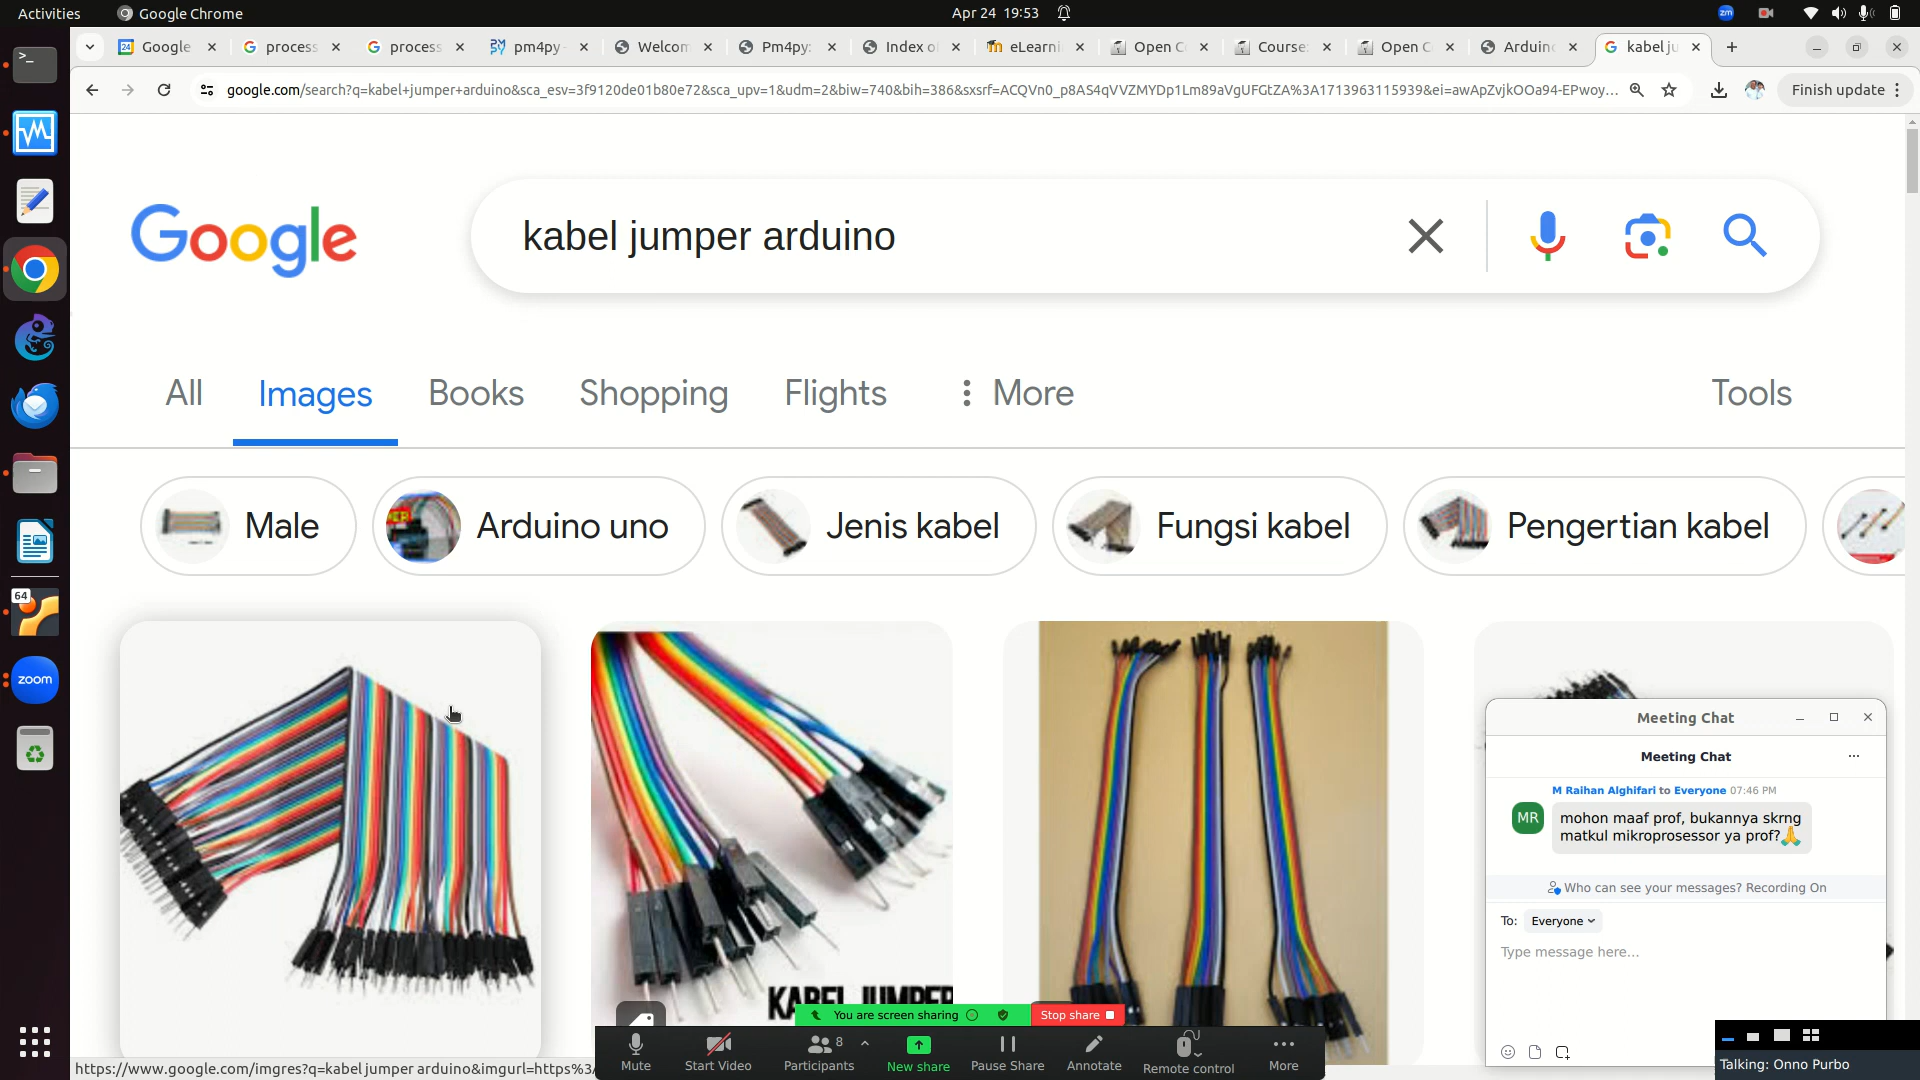 Activities
Google Chrome
Apr 24 19:53
zm
Google
process
process
pm4py
Welcom
Pm4py:
Index o
eLearni
Open C
Course:
Open C
Arduino
kabel ju
google.com/search?q=kabel+jumper+arduino&sca_esv=3f9120de01b80e72&sca_upv=1&udm=2&biw=740&bih=386&sxsrf=ACQVn0_p8AS4qVVZMYDp1Lm89aVgUFGtZA%3A1713963115939&ei=awApZvjkOOa94-EPwoy...
Finish update
Google
kabel jumper arduino
All
Images
Books
Shopping
Flights
More
Tools
Male
Arduino uno
Jenis kabel
Fungsi kabel
Pengertian kabel
64
zoom
KABEL JUMPER
Meeting Chat
Meeting Chat
M Raihan Alghifari to Everyone 07:46 PM
MR
mohon maaf prof, bukannya skrng
matkul mikroprosessor ya prof?🙏
Who can see your messages? Recording On
To: Everyone
Type message here...
You are screen sharing
Stop share
Mute
Start Video
Participants
8
New share
Pause Share
Annotate
Remote control
More
Talking: Onno Purbo
https://www.google.com/imgres?q=kabel jumper arduino&imgurl=https%3/